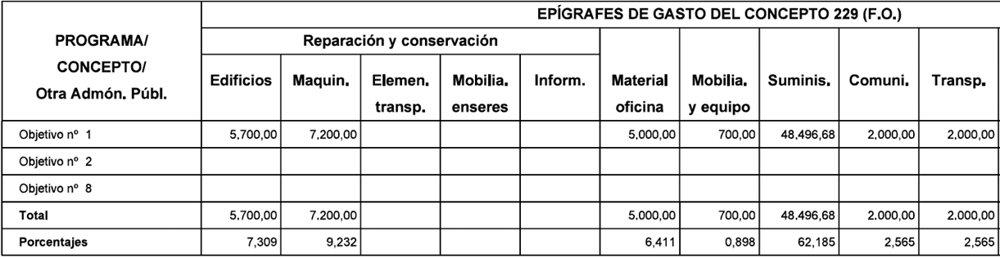 EPÍGRAFES DE GASTO DEL CONCEPTO 229 (F.O.)
PROGRAMA/
CONCEPTO/
Otra Admón. Públ.
Reparación y conservación
Edificios Maquin. Elemen. transp. Mobilia. enseres Inform. Material oficina Mobilia. y equipo Suminis. Comuni. Transp.
Objetivo nº 1 5.700,00 7.200,00 5.000,00 700,00 48.496,68 2.000,00 2.000,00
Objetivo nº 2
Objetivo nº 8
Total 5.700,00 7.200,00 5.000,00 700,00 48.496,68 2.000,00 2.000,00
Porcentajes 7,309 9,232 6,411 0,898 62,185 2,565 2,565